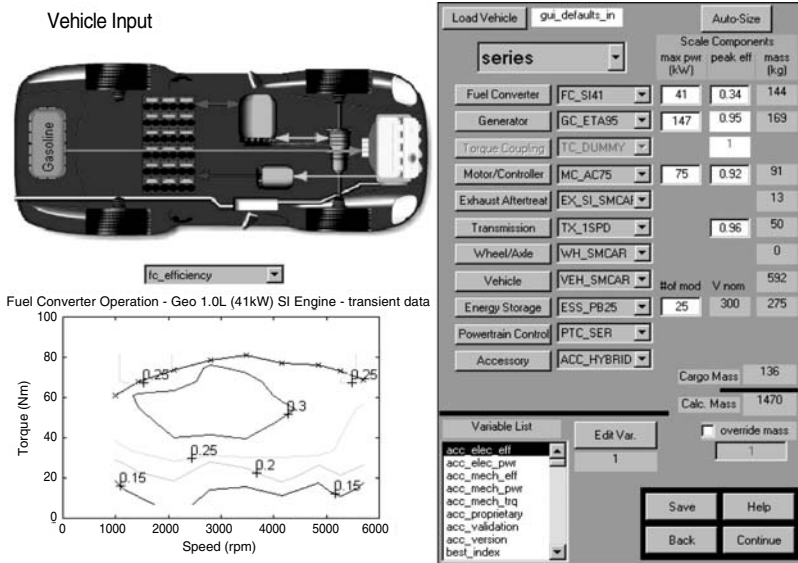 Vehicle Input
Gasoline
fc_efficiency
Fuel Converter Operation - Geo 1.0L (41kW) SI Engine - transient data
Torque (Nm)
100
80
60
40
20
0
0.25
0.25
0.3
0.25
0.2
0.15
0.15
0 1000 2000 3000 4000 5000 6000
Speed (rpm)
Load Vehicle gui_defaults_in Auto-Size
Scale Components
series max pwr (kW) peak eff mass (kg)
Fuel Converter FC_SI41 41 0.34 144
Generator GC_ETA95 147 0.95 169
Torque Coupling TC_DUMMY 1
Motor/Controller MC_AC75 75 0.92 91
Exhaust Aftertreat EX_SI_SMCAF 13
Transmission TX_1SPD 0.96 50
Wheel/Axle WH_SMCAR 0
Vehicle VEH_SMCAR 592
#of mod V nom
Energy Storage ESS_PB25 25 300 275
Powertrain Control PTC_SER
Accessory ACC_HYBRID
Cargo Mass 136
Calc. Mass 1470
Variable List
Edit Var.
1
override mass
1
acc_elec_eff
acc_elec_pwr
acc_mech_eff
acc_mech_pwr
acc_mech_trq
acc_proprietary
acc_validation
acc_version
best_index
Save Help
Back Continue